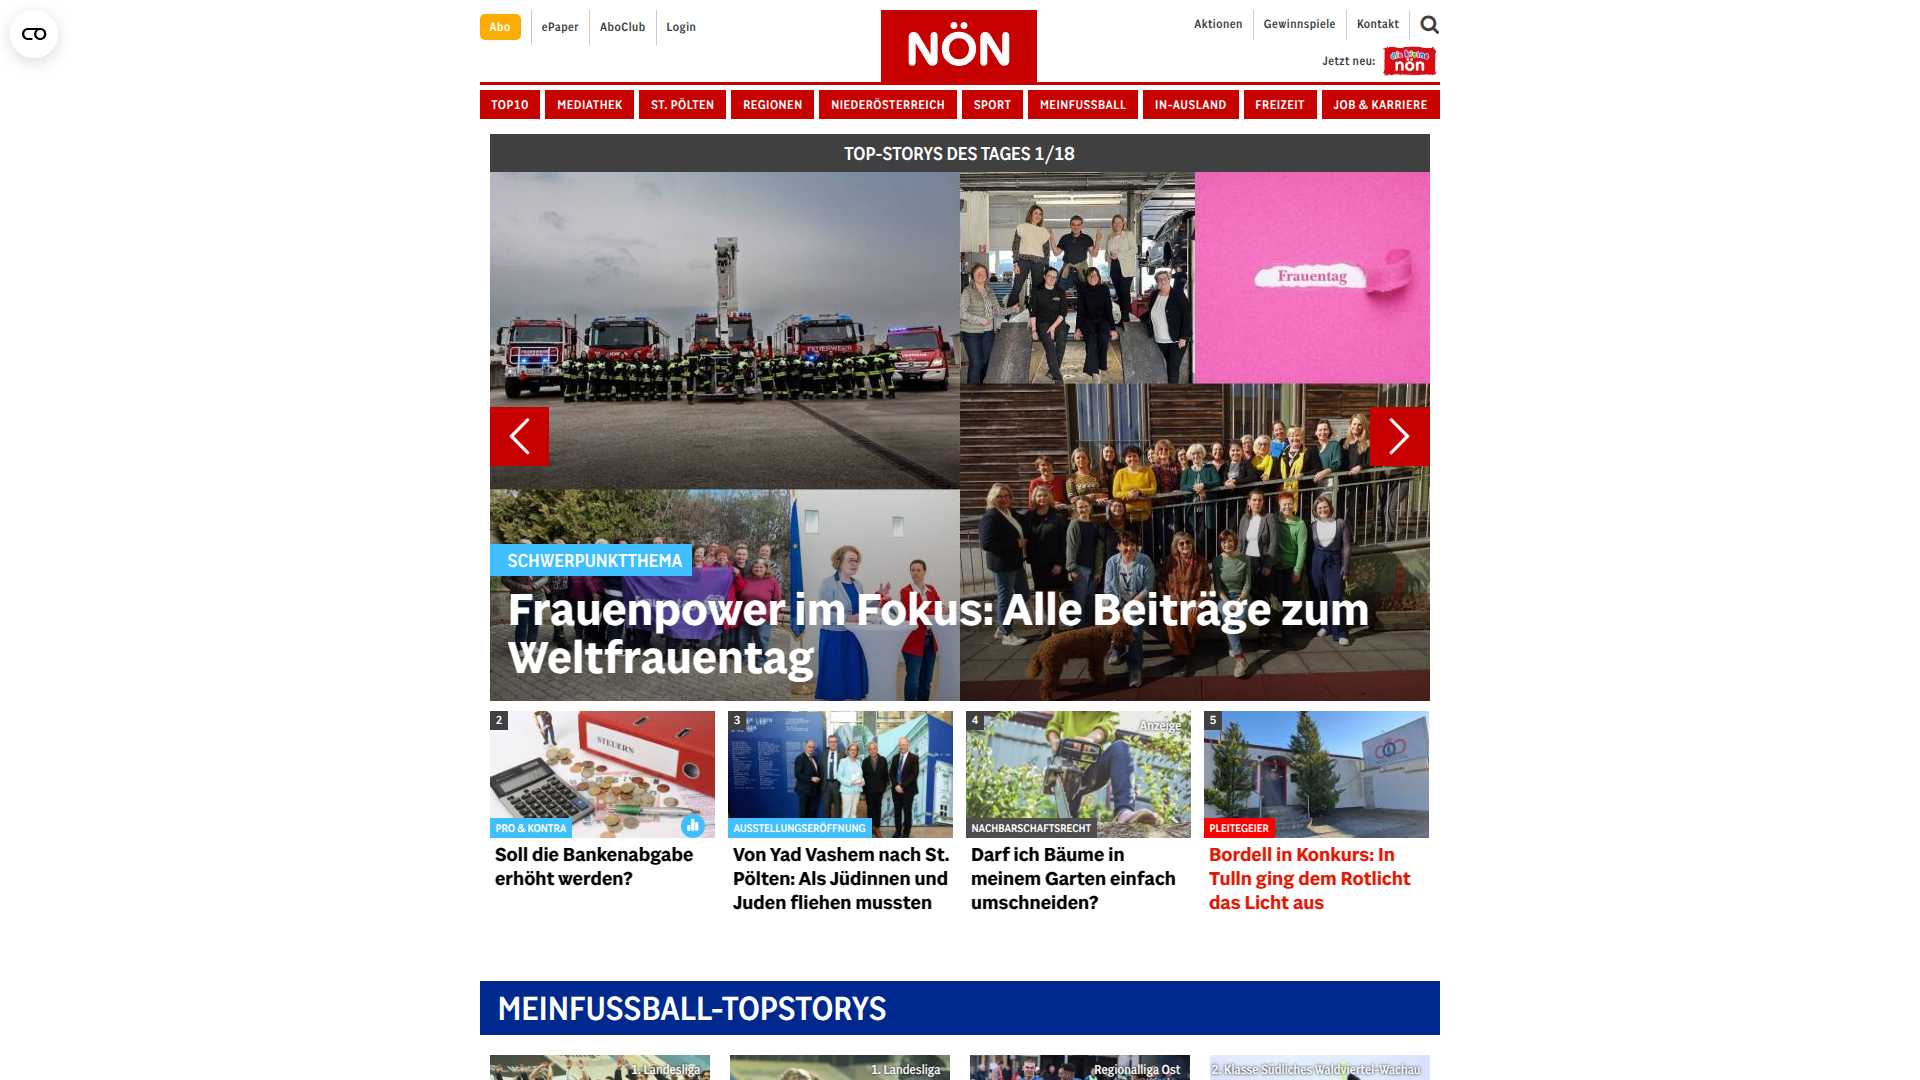 Abo
ePaper
AboClub
Login
NÖN
Aktionen
Gewinnspiele
Kontakt
Jetzt neu:
die kleine
nön
TOP10
MEDIATHEK
ST. PÖLTEN
REGIONEN
NIEDERÖSTERREICH
SPORT
MEINFUSSBALL
IN-AUSLAND
FREIZEIT
JOB & KARRIERE
TOP-STORYS DES TAGES 1/18
FEUERWEHR
Frauentag
SCHWERPUNKTTHEMA
Frauenpower im Fokus: Alle Beiträge zum
Weltfrauentag
2
STEUERN
PRO & KONTRA
Soll die Bankenabgabe
erhöht werden?
3
AUSSTELLUNGSERÖFFNUNG
Von Yad Vashem nach St.
Pölten: Als Jüdinnen und
Juden fliehen mussten
4
Anzeige
NACHBARSCHAFTSRECHT
Darf ich Bäume in
meinem Garten einfach
umschneiden?
5
PLEITEGEIER
Bordell in Konkurs: In
Tulln ging dem Rotlicht
das Licht aus
MEINFUSSBALL-TOPSTORYS
1. Landesliga
1. Landesliga
Regionalliga Ost
2. Klasse Südliches Waldviertel-Wachau